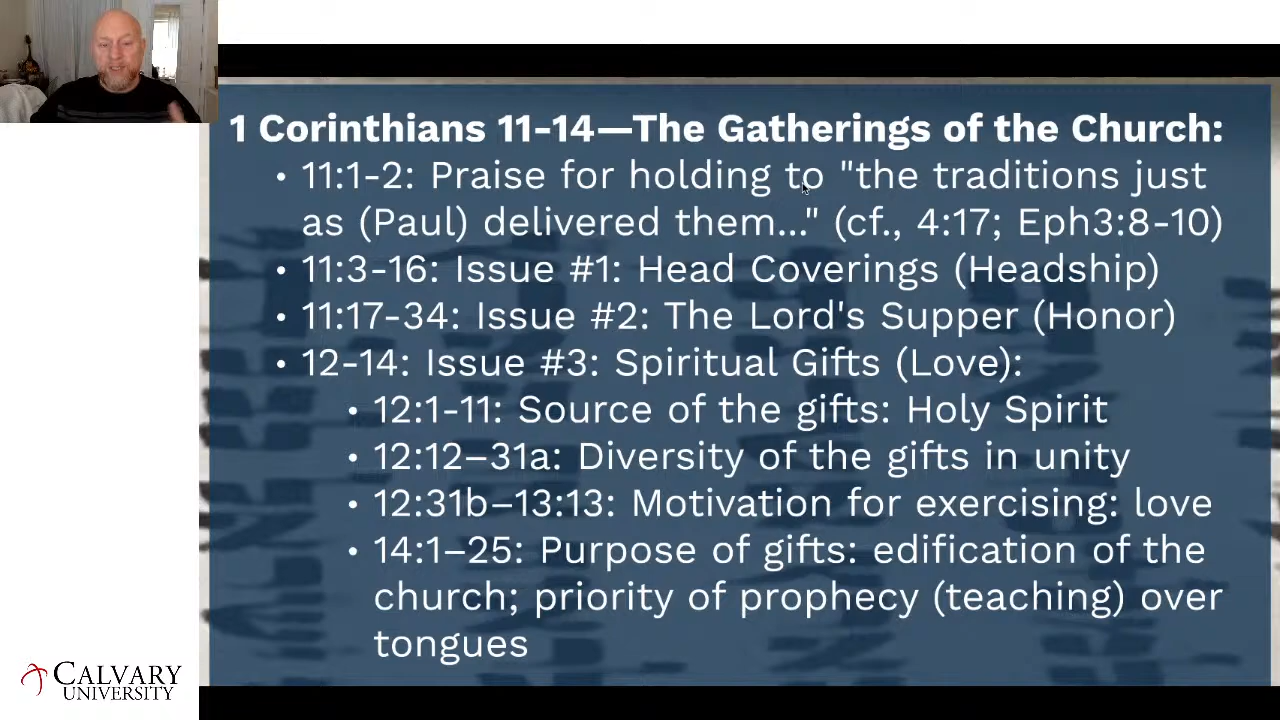 1 Corinthians 11-14—The Gatherings of the Church:
• 11:1-2: Praise for holding to "the traditions just
as (Paul) delivered them..." (cf., 4:17; Eph3:8-10)
• 11:3-16: Issue #1: Head Coverings (Headship)
• 11:17-34: Issue #2: The Lord's Supper (Honor)
• 12-14: Issue #3: Spiritual Gifts (Love):
• 12:1-11: Source of the gifts: Holy Spirit
• 12:12–31a: Diversity of the gifts in unity
• 12:31b–13:13: Motivation for exercising: love
• 14:1–25: Purpose of gifts: edification of the
church; priority of prophecy (teaching) over
tongues
CALVARY
UNIVERSITY